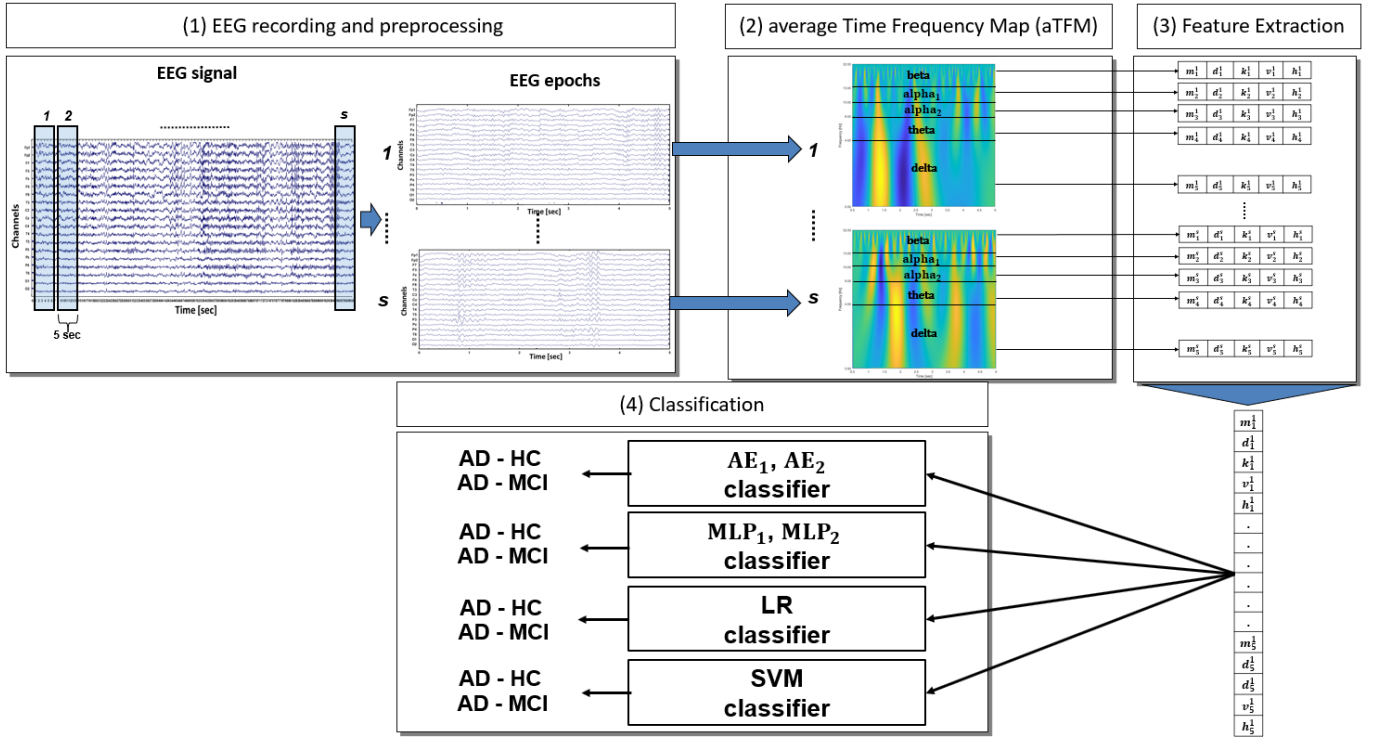 (1) EEG recording and preprocessing
(2) average Time Frequency Map (aTFM)
(3) Feature Extraction
EEG signal
EEG epochs
1
2
s
Channels
Time [sec]
5 sec
1
Channels
Time [sec]
s
Channels
Time [sec]
1
beta
alpha₁
alpha₂
theta
delta
s
beta
alpha₁
alpha₂
theta
delta
m₁¹ d₁¹ k₁¹ v₁¹ h₁¹
m₂¹ d₂¹ k₂¹ v₂¹ h₂¹
m₃¹ d₃¹ k₃¹ v₃¹ h₃¹
m₄¹ d₄¹ k₄¹ v₄¹ h₄¹
m₅¹ d₅¹ k₅¹ v₅¹ h₅¹
m₁ˢ d₁ˢ k₁ˢ v₁ˢ h₁ˢ
m₂ˢ d₂ˢ k₂ˢ v₂ˢ h₂ˢ
m₃ˢ d₃ˢ k₃ˢ v₃ˢ h₃ˢ
m₄ˢ d₄ˢ k₄ˢ v₄ˢ h₄ˢ
m₅ˢ d₅ˢ k₅ˢ v₅ˢ h₅ˢ
(4) Classification
AD - HC
AD - MCI
AE₁, AE₂
classifier
AD - HC
AD - MCI
MLP₁, MLP₂
classifier
AD - HC
AD - MCI
LR
classifier
AD - HC
AD - MCI
SVM
classifier
m₁¹
d₁¹
k₁¹
v₁¹
h₁¹
.
.
.
.
.
.
m₅¹
d₅¹
d₅¹
v₅¹
h₅¹